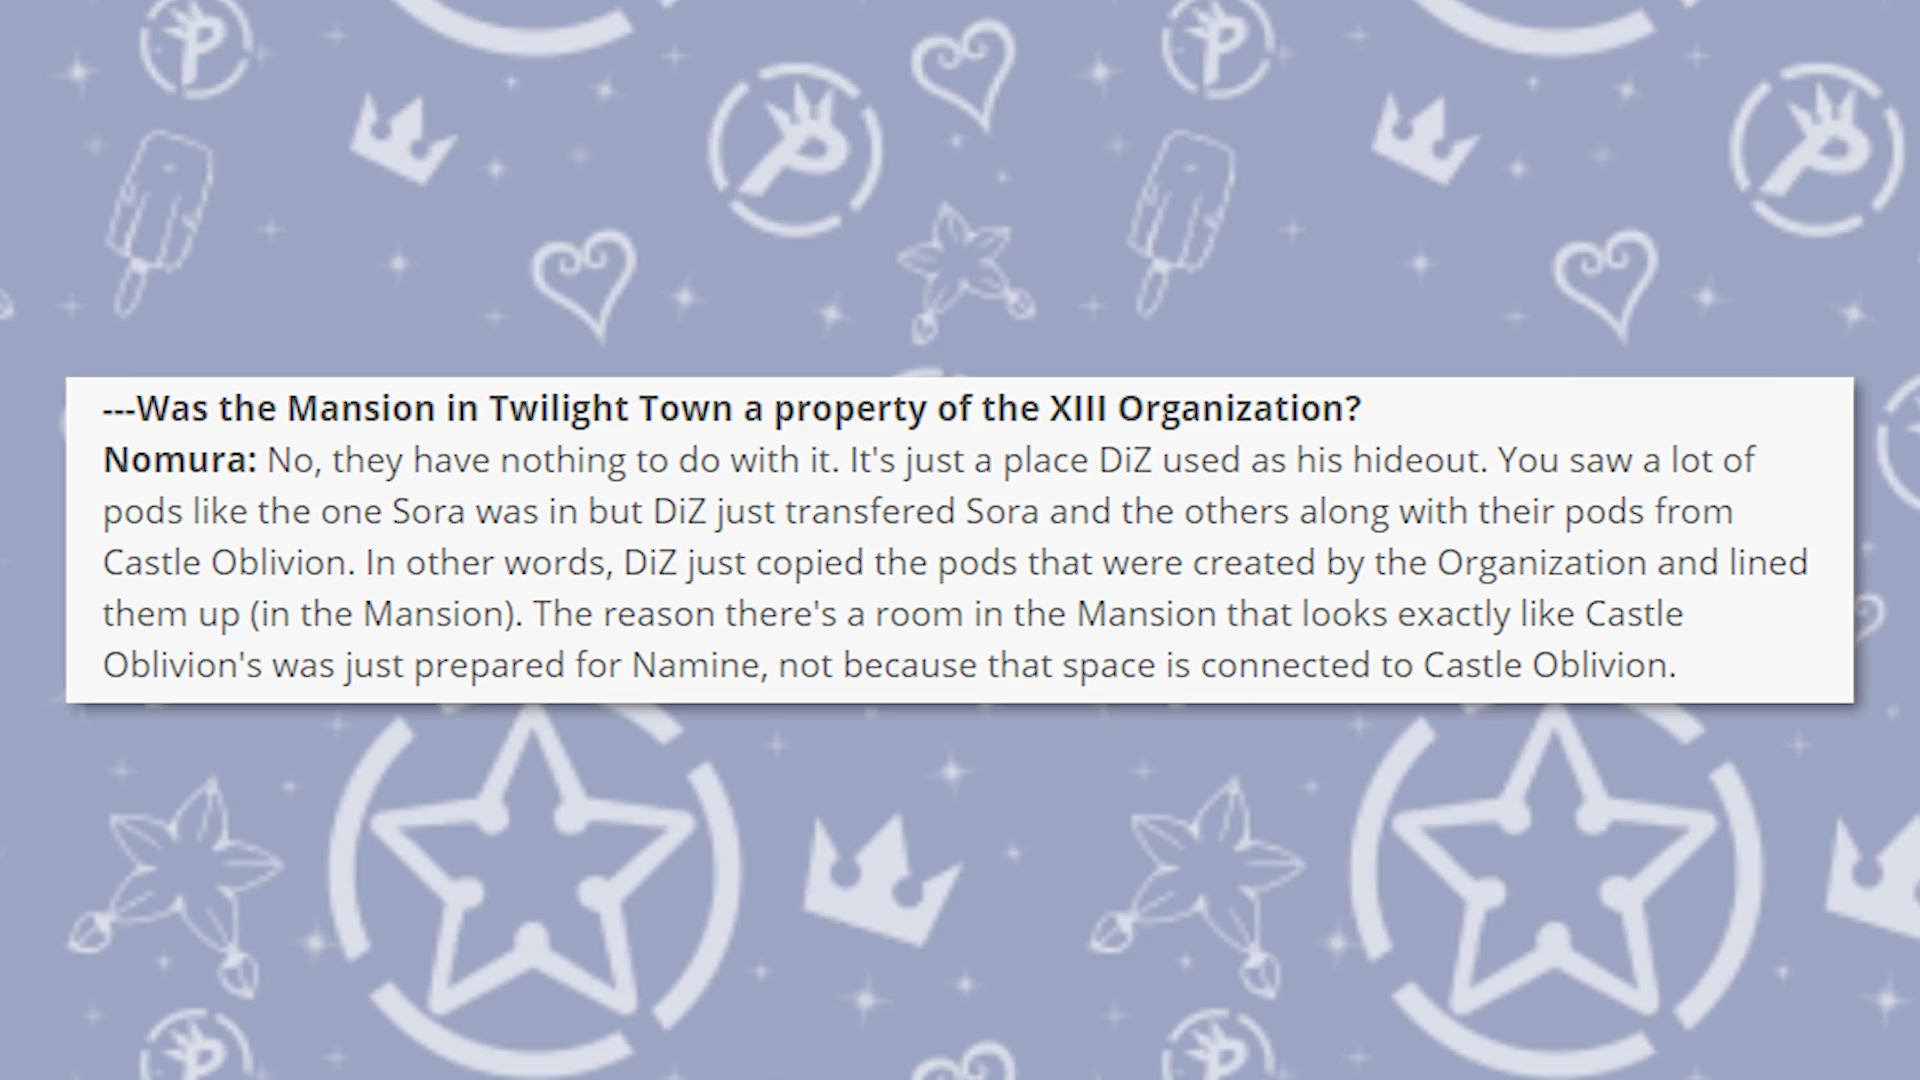 ---Was the Mansion in Twilight Town a property of the XIII Organization?
Nomura: No, they have nothing to do with it. It's just a place DiZ used as his hideout. You saw a lot of
pods like the one Sora was in but DiZ just transfered Sora and the others along with their pods from
Castle Oblivion. In other words, DiZ just copied the pods that were created by the Organization and lined
them up (in the Mansion). The reason there's a room in the Mansion that looks exactly like Castle
Oblivion's was just prepared for Namine, not because that space is connected to Castle Oblivion.